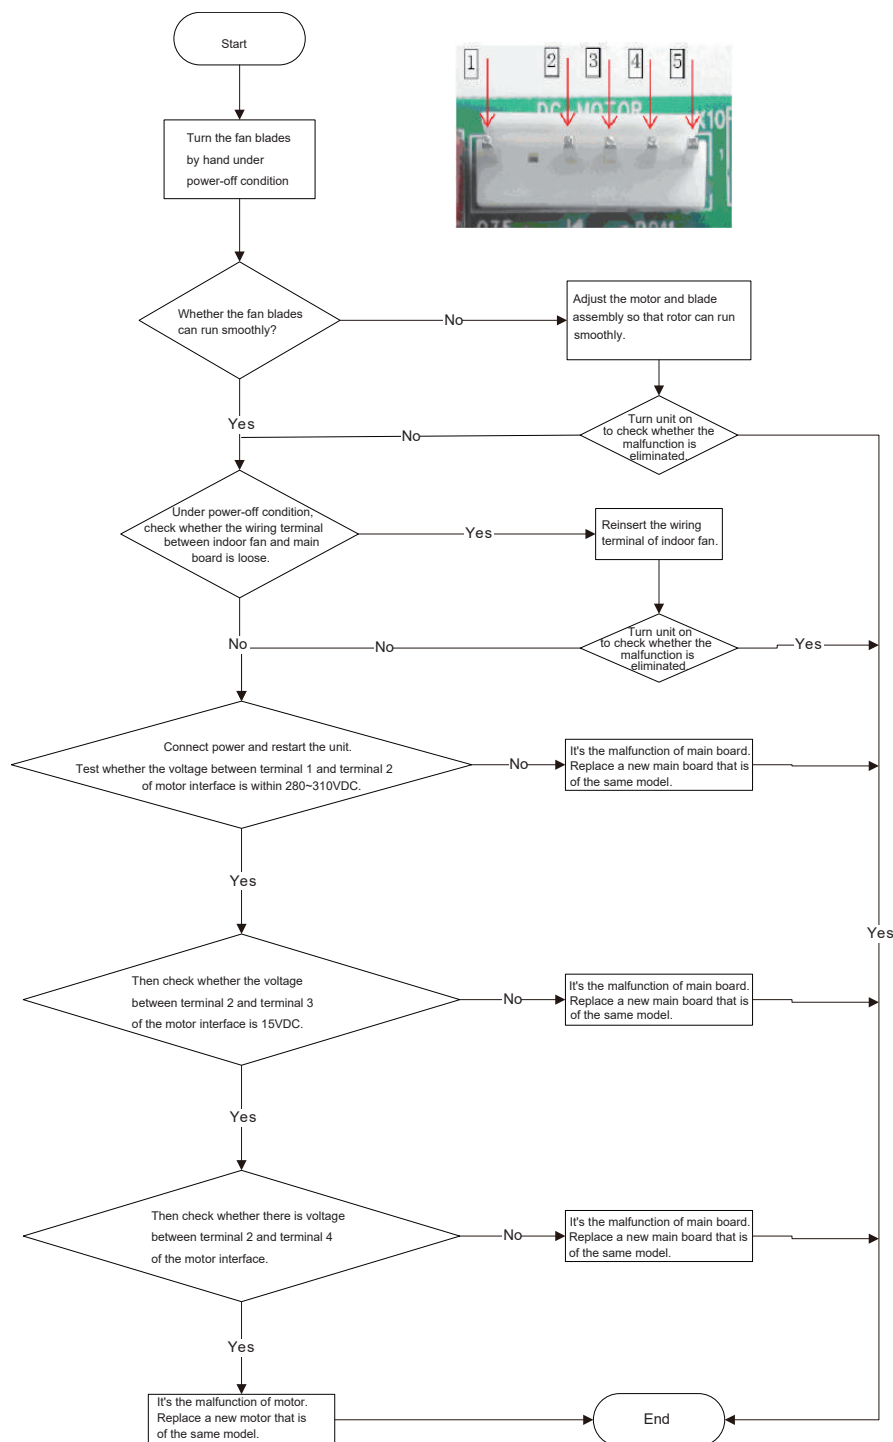 Start
1
2
3
4
5
DC MOTOR
1
Turn the fan blades
by hand under
power-off condition
Whether the fan blades
can run smoothly?
No
Adjust the motor and blade
assembly so that rotor can run
smoothly.
Yes
No
Turn unit on
to check whether the
malfunction is
eliminated.
Under power-off condition,
check whether the wiring terminal
between indoor fan and main
board is loose.
Yes
Reinsert the wiring
terminal of indoor fan.
No
No
Turn unit on
to check whether the
malfunction is
eliminated
Yes
Connect power and restart the unit.
Test whether the voltage between terminal 1 and terminal 2
of motor interface is within 280~310VDC.
No
It's the malfunction of main board.
Replace a new main board that is
of the same model.
Yes
Yes
Then check whether the voltage
between terminal 2 and terminal 3
of the motor interface is 15VDC.
No
It's the malfunction of main board.
Replace a new main board that is
of the same model.
Yes
Then check whether there is voltage
between terminal 2 and terminal 4
of the motor interface.
No
It's the malfunction of main board.
Replace a new main board that is
of the same model.
Yes
It's the malfunction of motor.
Replace a new motor that is
of the same model.
End